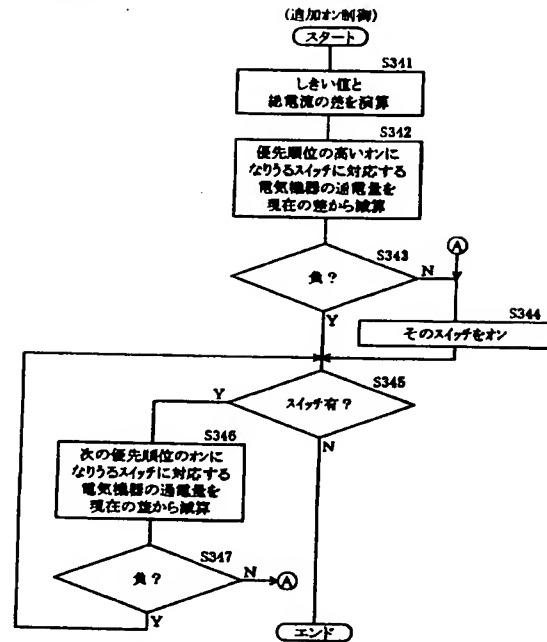 (追加オン制御)
スタート
S341
しきい値と
総電流の差を演算
S342
優先順位の高いオンに
なりうるスイッチに対応する
電気機器の通電量を
現在の差から減算
A
S343
負?
N
Y
S344
そのスイッチをオン
S345
スイッチ有?
Y
N
S346
次の優先順位のオンに
なりうるスイッチに対応する
電気機器の通電量を
現在の差から減算
S347
負?
N
A
Y
エンド